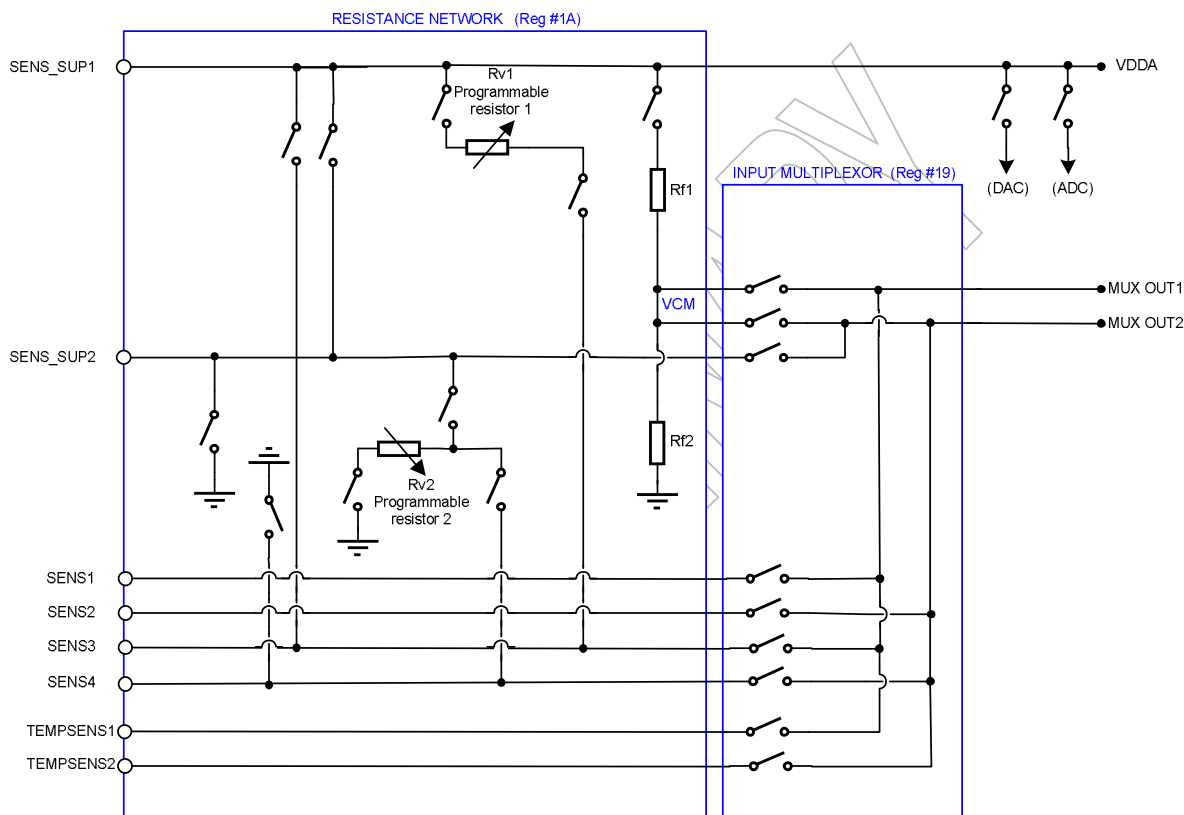 RESISTANCE NETWORK (Reg #1A)
SENS_SUP1
VDDA
Rv1
Programmable
resistor 1
Rf1
INPUT MULTIPLEXOR (Reg #19)
(DAC)
(ADC)
MUX OUT1
VCM
MUX OUT2
SENS_SUP2
Rf2
Rv2
Programmable
resistor 2
SENS1
SENS2
SENS3
SENS4
TEMPSENS1
TEMPSENS2